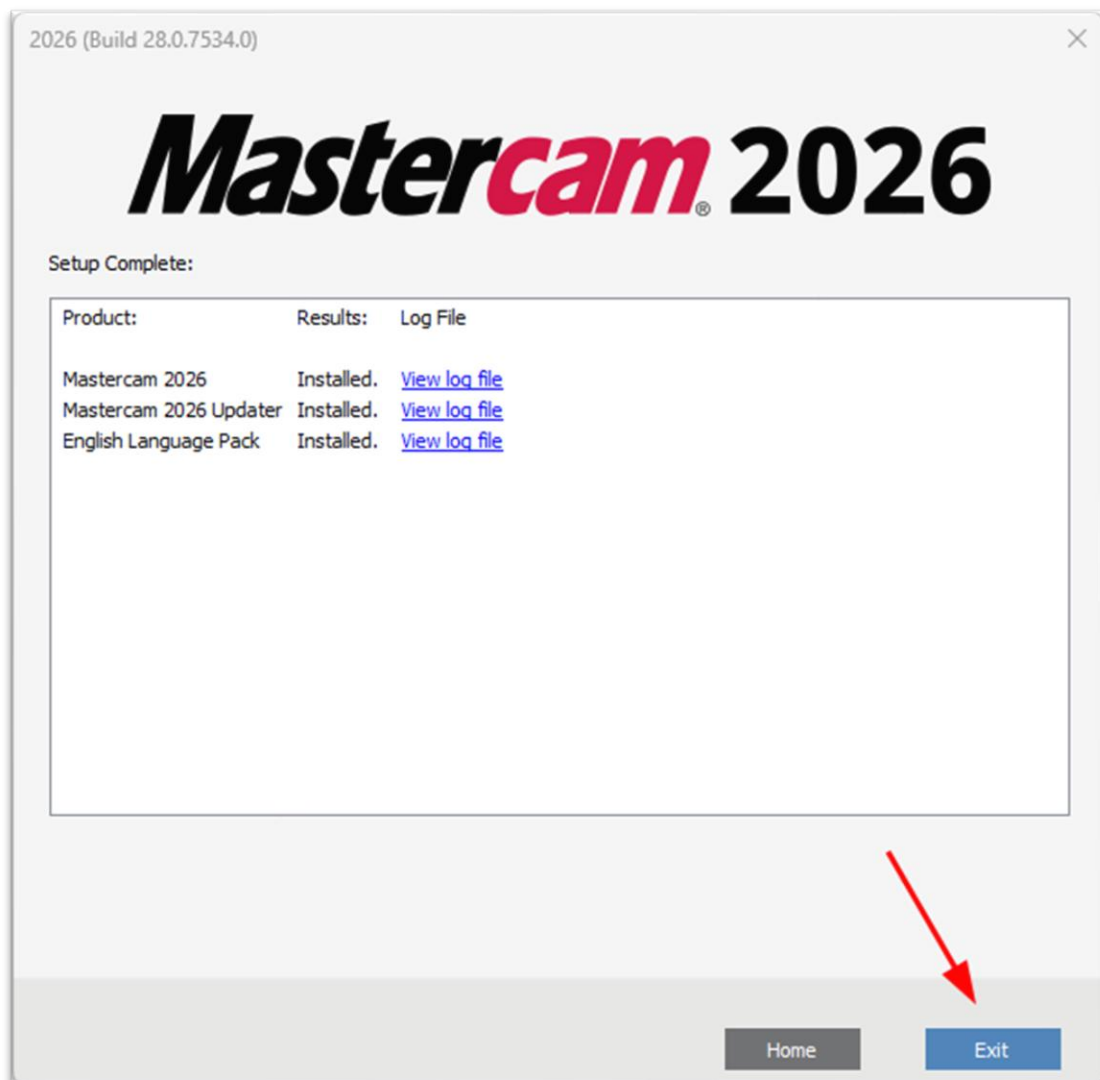 2026 (Build 28.0.7534.0)
Mastercam® 2026
Setup Complete:
Product: Results: Log File
Mastercam 2026 Installed. View log file
Mastercam 2026 Updater Installed. View log file
English Language Pack Installed. View log file
Home Exit